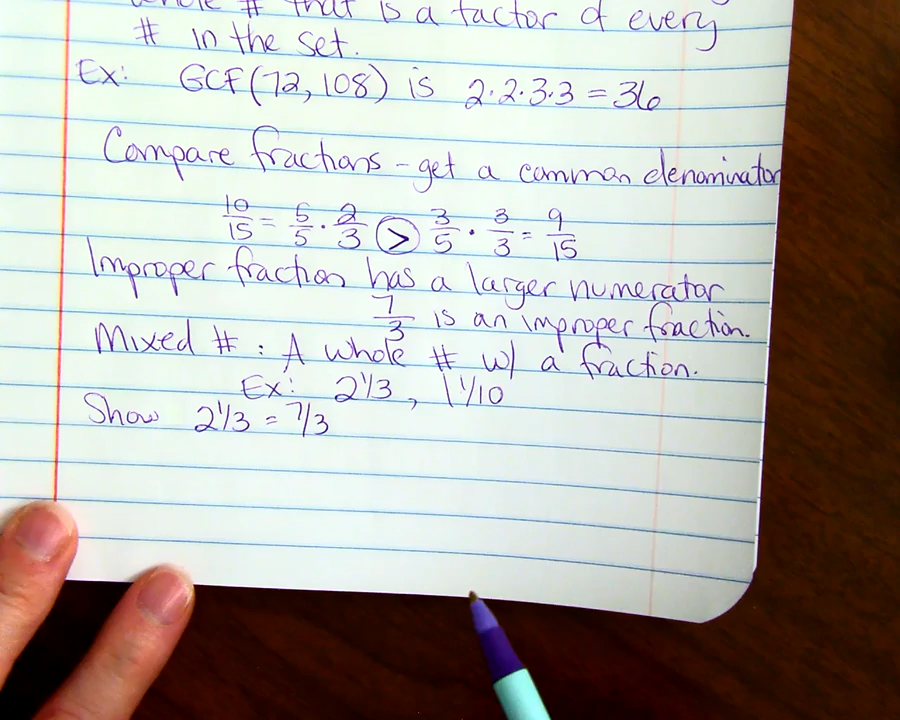 whole # that is a factor of every
# in the set.
Ex: GCF(72, 108) is 2·2·3·3 = 36
Compare fractions - get a common denominator
10/15 = 5/5 · 2/3 > 3/5 · 3/3 = 9/15
Improper fraction has a larger numerator
7/3 is an improper fraction.
Mixed # : A whole # w/ a fraction.
Ex: 2 1/3 , 1 1/10
Show 2 1/3 = 7/3